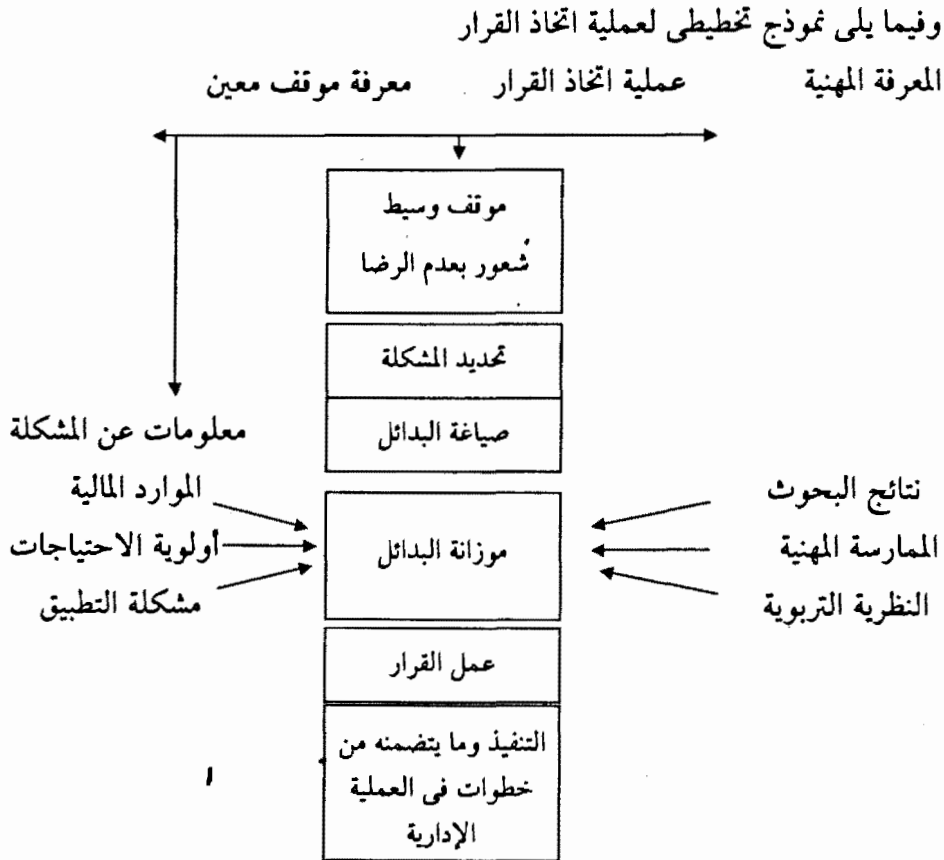 وفيما يلى نموذج تخطيطى لعملية اتخاذ القرار
المعرفة المهنية
عملية اتخاذ القرار
معرفة موقف معين
موقف وسيط
شعور بعدم الرضا
تحديد المشكلة
صياغة البدائل
معلومات عن المشكلة
الموارد المالية
أولوية الاحتياجات
مشكلة التطبيق
موزانة البدائل
نتائج البحوث
الممارسة المهنية
النظرية التربوية
عمل القرار
التنفيذ وما يتضمنه من
خطوات فى العملية
الإدارية